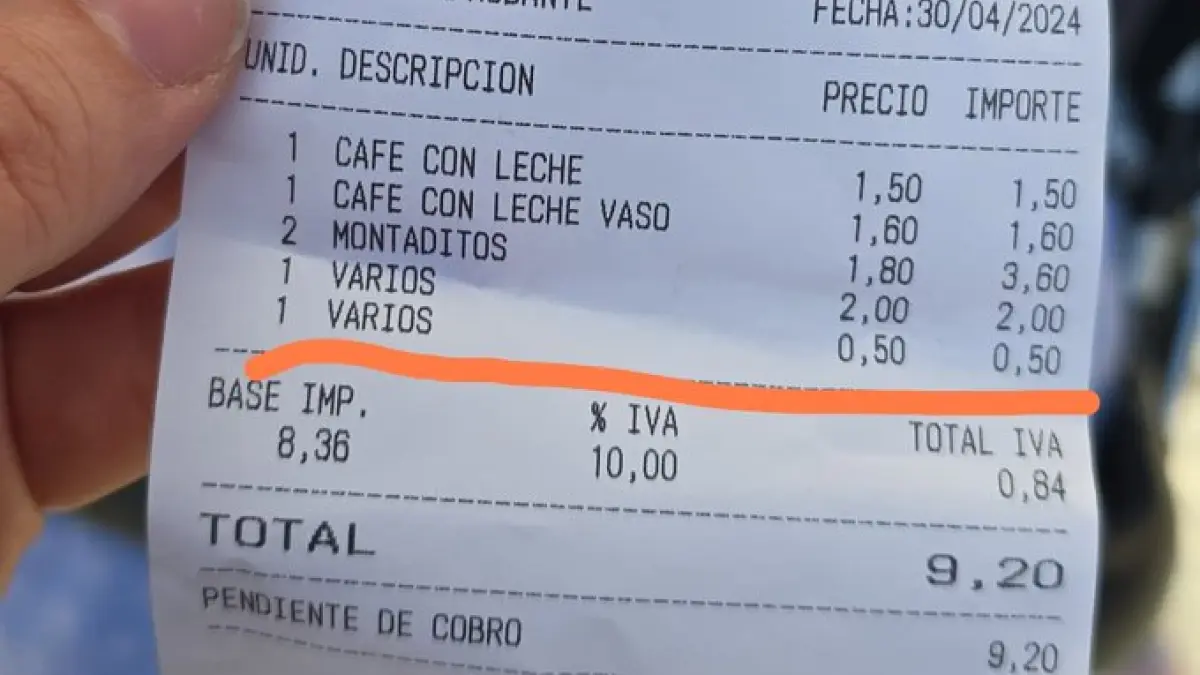 FECHA:30/04/2024
UNID. DESCRIPCION PRECIO IMPORTE
1 CAFE CON LECHE 1,50 1,50
1 CAFE CON LECHE VASO 1,60 1,60
2 MONTADITOS 1,80 3,60
1 VARIOS 2,00 2,00
1 VARIOS 0,50 0,50
BASE IMP. % IVA TOTAL IVA
8,36 10,00 0,84
TOTAL 9,20
PENDIENTE DE COBRO 9,20